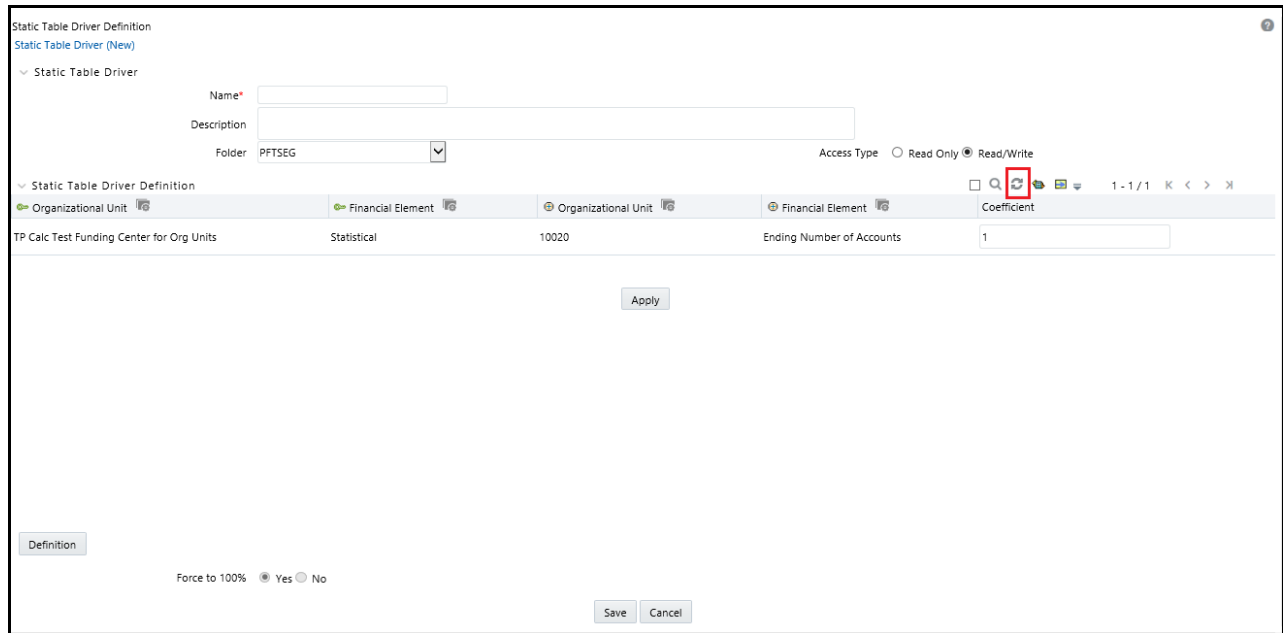 Static Table Driver Definition
Static Table Driver (New)
Static Table Driver
Name*
Description
Folder PFTSEG Access Type Read Only Read/Write
Static Table Driver Definition 1 - 1 / 1
Organizational Unit Financial Element Organizational Unit Financial Element Coefficient
TP Calc Test Funding Center for Org Units Statistical 10020 Ending Number of Accounts 1
Apply
Definition
Force to 100% Yes No
Save Cancel